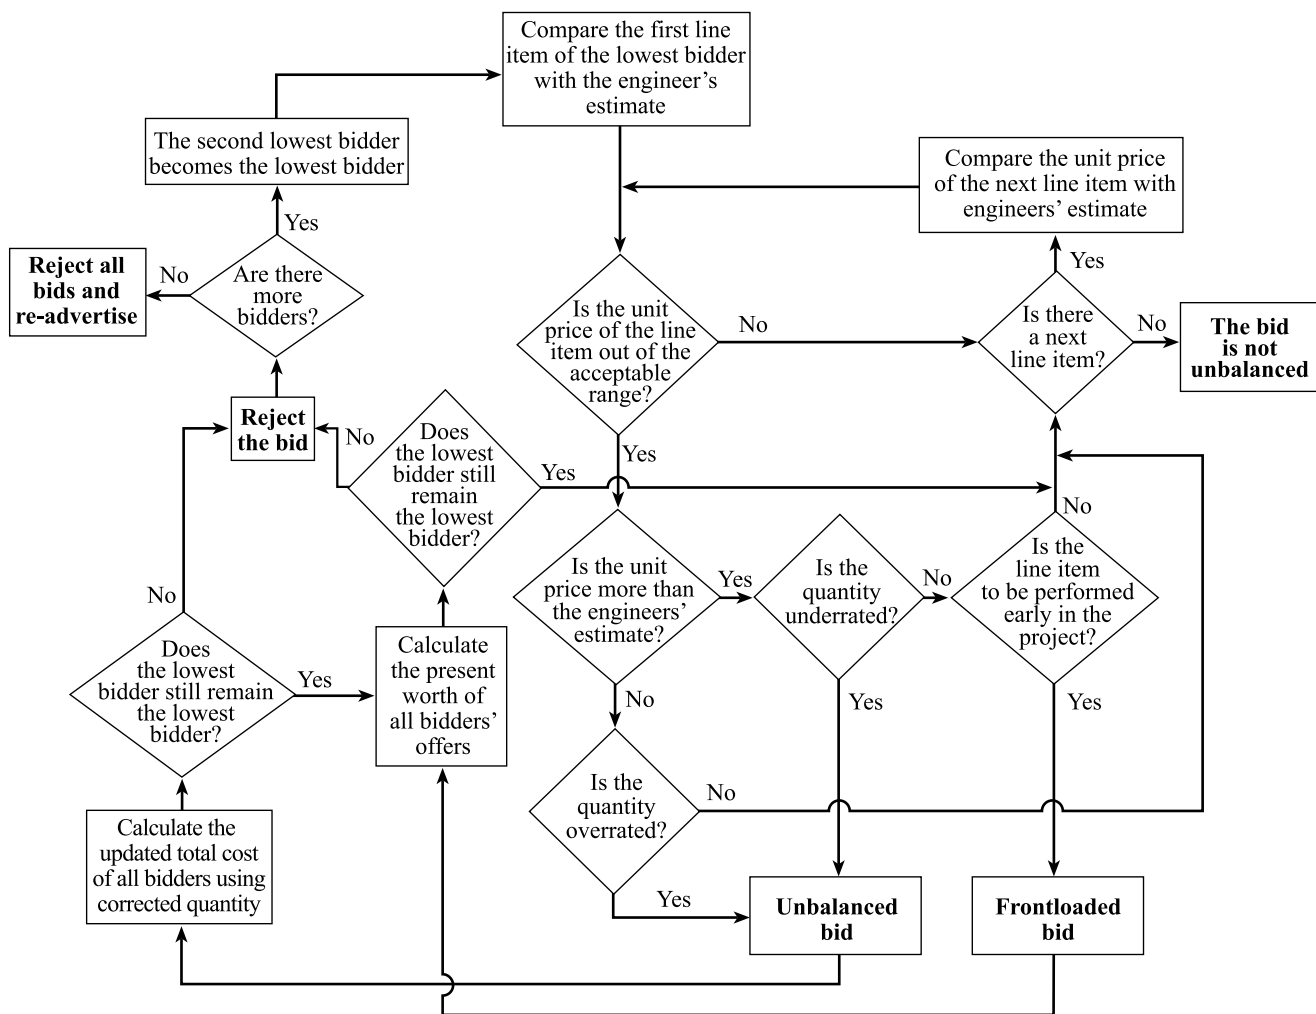 Compare the first line
item of the lowest bidder
with the engineer's
estimate
The second lowest bidder
becomes the lowest bidder
Compare the unit price
of the next line item with
engineers' estimate
Yes
Yes
Reject all
bids and
re-advertise
No
Are there
more
bidders?
Is the unit
price of the line
item out of the
acceptable
range?
No
Is there
a next
line item?
No
The bid
is not
unbalanced
Reject
the bid
No
Does
the lowest
bidder still
remain
the lowest
bidder?
Yes
Yes
No
Is the unit
price more than
the engineers'
estimate?
Yes
Is the
quantity
underrated?
No
Is the
line item
to be performed
early in the
project?
No
Does
the lowest
bidder still remain
the lowest
bidder?
Yes
Calculate
the present
worth of
all bidders'
offers
No
Yes
Yes
Is the
quantity
overrated?
No
Calculate the
updated total cost
of all bidders using
corrected quantity
Yes
Unbalanced
bid
Frontloaded
bid